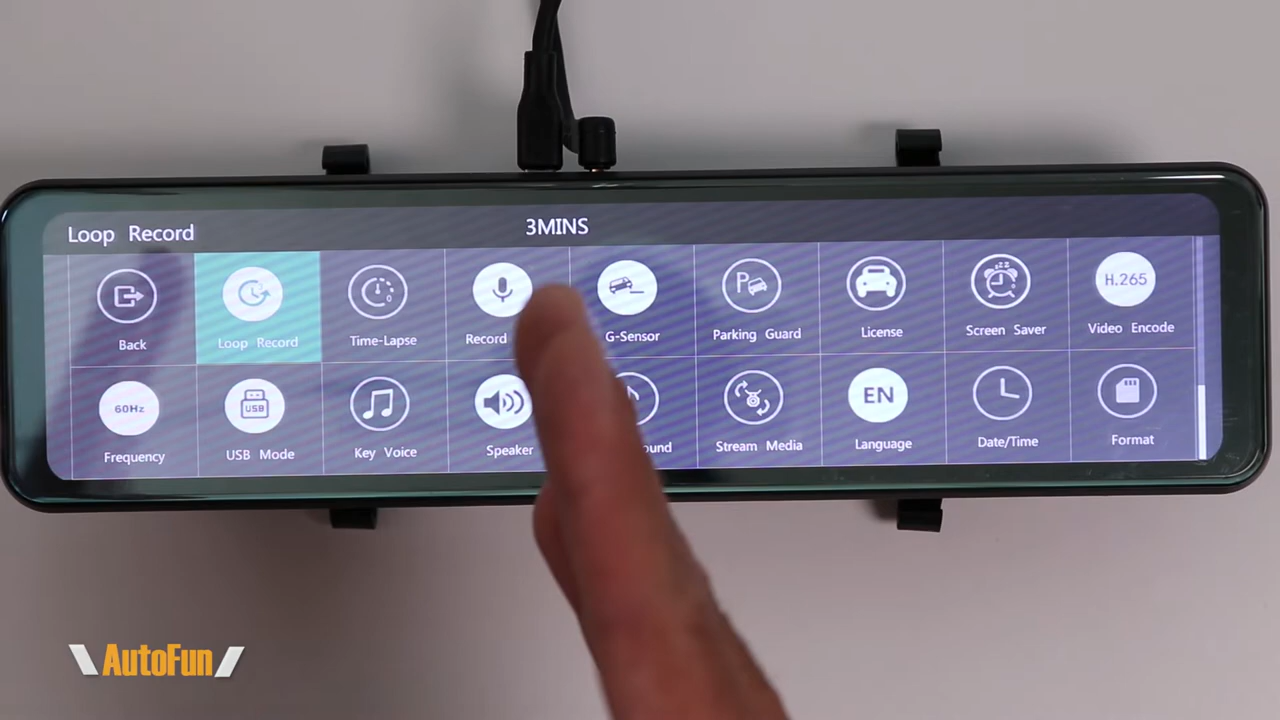 Loop Record 3MINS
Back Loop Record Time-Lapse Record G-Sensor Parking Guard License Screen Saver Video Encode
H.265
60Hz USB EN
Frequency USB Mode Key Voice Speaker ound Stream Media Language Date/Time Format
AutoFun